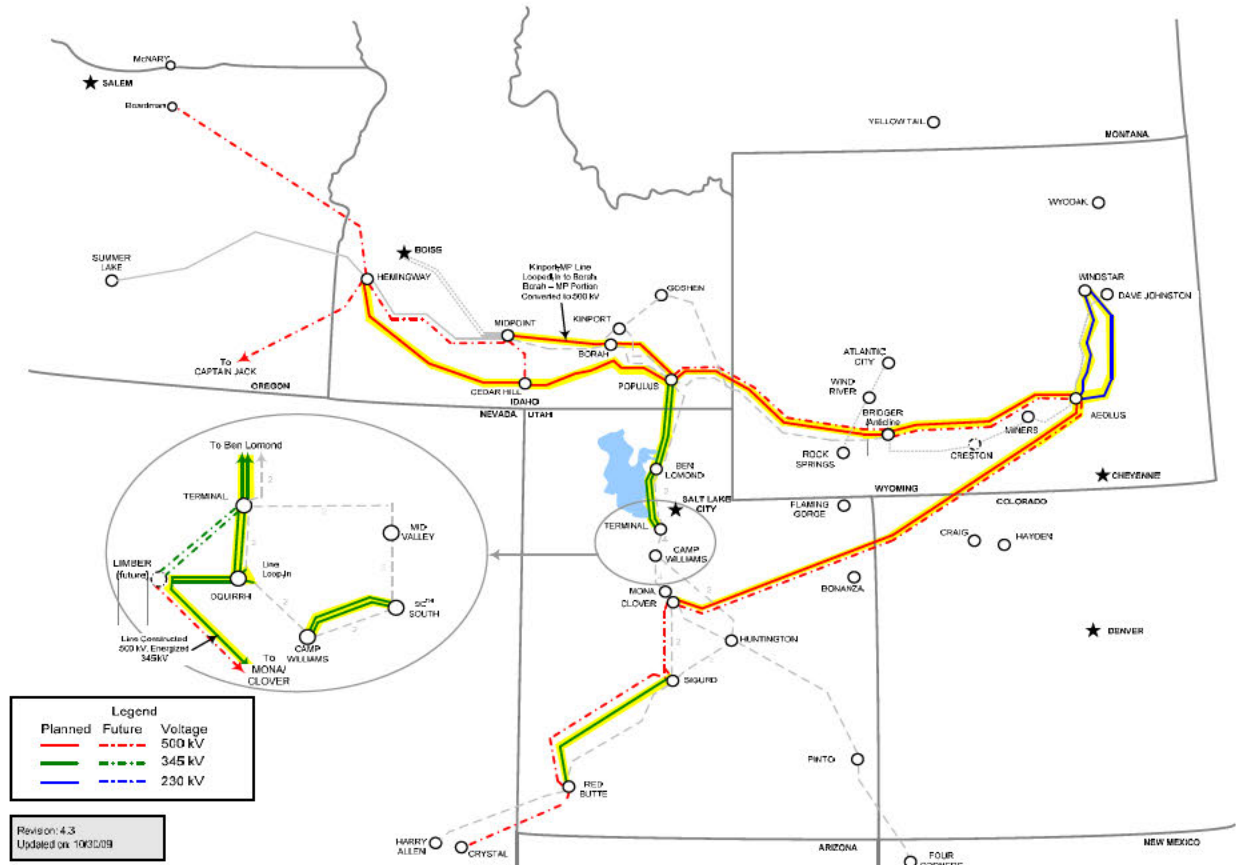 McNARY
SALEM
Boardman
YELLOW TAIL
MONTANA
WYODAK
SUMMER
LAKE
BOISE
HEMINGWAY
Kinport-MP Line
Looped-in to Borah
Borah – MP Portion
Converted to 500 kV
GOSHEN
WINDSTAR
DAVE JOHNSTON
MIDPOINT
KINPORT
BORAH
ATLANTIC
CITY
To
CAPTAIN JACK
OREGON
CEDAR HILL
IDAHO
POPULUS
WIND
RIVER
BRIDGER
/Anticline
AEOLUS
MINERS
NEVADA
UTAH
ROCK
SPRINGS
CRESTON
To Ben Lomond
BEN
LOMOND
CHEYENNE
WYOMING
COLORADO
TERMINAL
2
SALT LAKE
CITY
FLAMING
GORGE
TERMINAL
MID
VALLEY
CRAIG
HAYDEN
CAMP
WILLIAMS
LIMBER
(future)
Line
Loop-In
OQUIRRH
MONA
CLOVER
BONANZA
SOUTH
Line Constructed
500 kV, Energized
345 kV
CAMP
WILLIAMS
To
MONA/
CLOVER
HUNTINGTON
DENVER
SIGURD
Legend
Planned Future Voltage
500 kV
345 kV
230 kV
PINTO
RED
BUTTE
Revision: 4.3
Updated on: 10/30/09
HARRY
ALLEN
CRYSTAL
ARIZONA
NEW MEXICO
FOUR